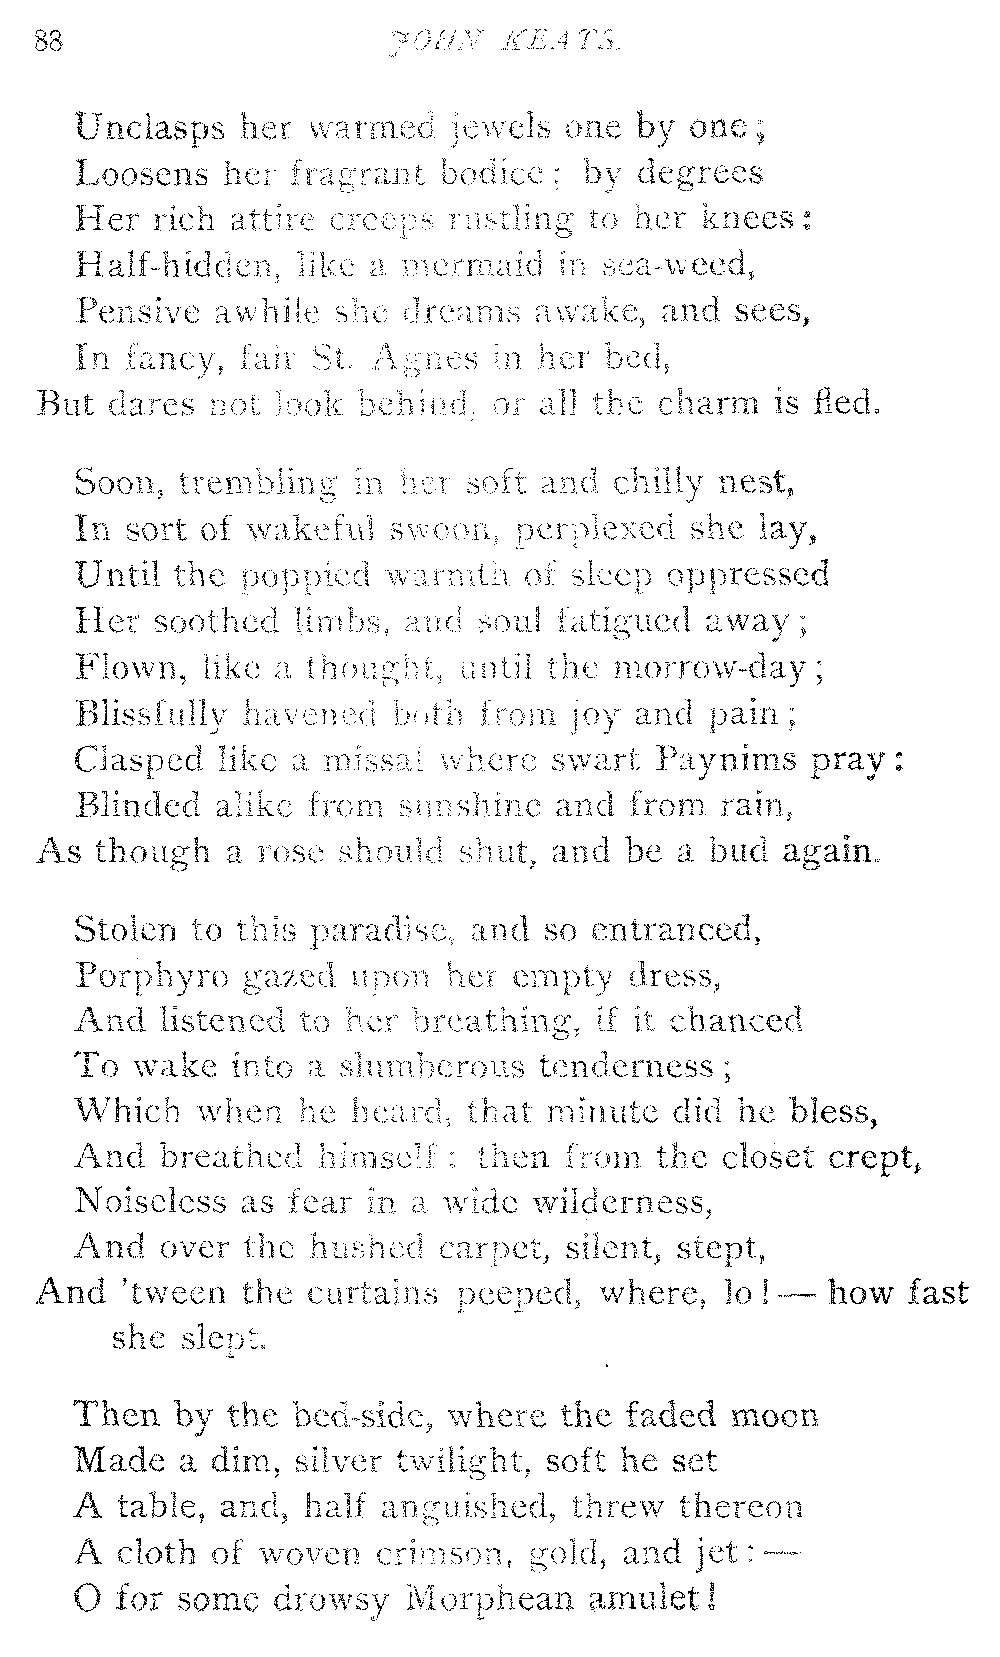 88 JOHN KEATS.
Unclasps her warmed jewels one by one;
Loosens her fragrant bodice; by degrees
Her rich attire creeps rustling to her knees:
Half-hidden, like a mermaid in sea-weed,
Pensive awhile she dreams awake, and sees,
In fancy, fair St. Agnes in her bed,
But dares not look behind, or all the charm is fled.
Soon, trembling in her soft and chilly nest,
In sort of wakeful swoon, perplexed she lay,
Until the poppied warmth of sleep oppressed
Her soothed limbs, and soul fatigued away;
Flown, like a thought, until the morrow-day;
Blissfully havened both from joy and pain;
Clasped like a missal where swart Paynims pray:
Blinded alike from sunshine and from rain,
As though a rose should shut, and be a bud again.
Stolen to this paradise, and so entranced,
Porphyro gazed upon her empty dress,
And listened to her breathing, if it chanced
To wake into a slumberous tenderness;
Which when he heard, that minute did he bless,
And breathed himself: then from the closet crept,
Noiseless as fear in a wide wilderness,
And over the hushed carpet, silent, stept,
And 'tween the curtains peeped, where, lo!— how fast
she slept.
Then by the bed-side, where the faded moon
Made a dim, silver twilight, soft he set
A table, and, half anguished, threw thereon
A cloth of woven crimson, gold, and jet:—
O for some drowsy Morphean amulet!